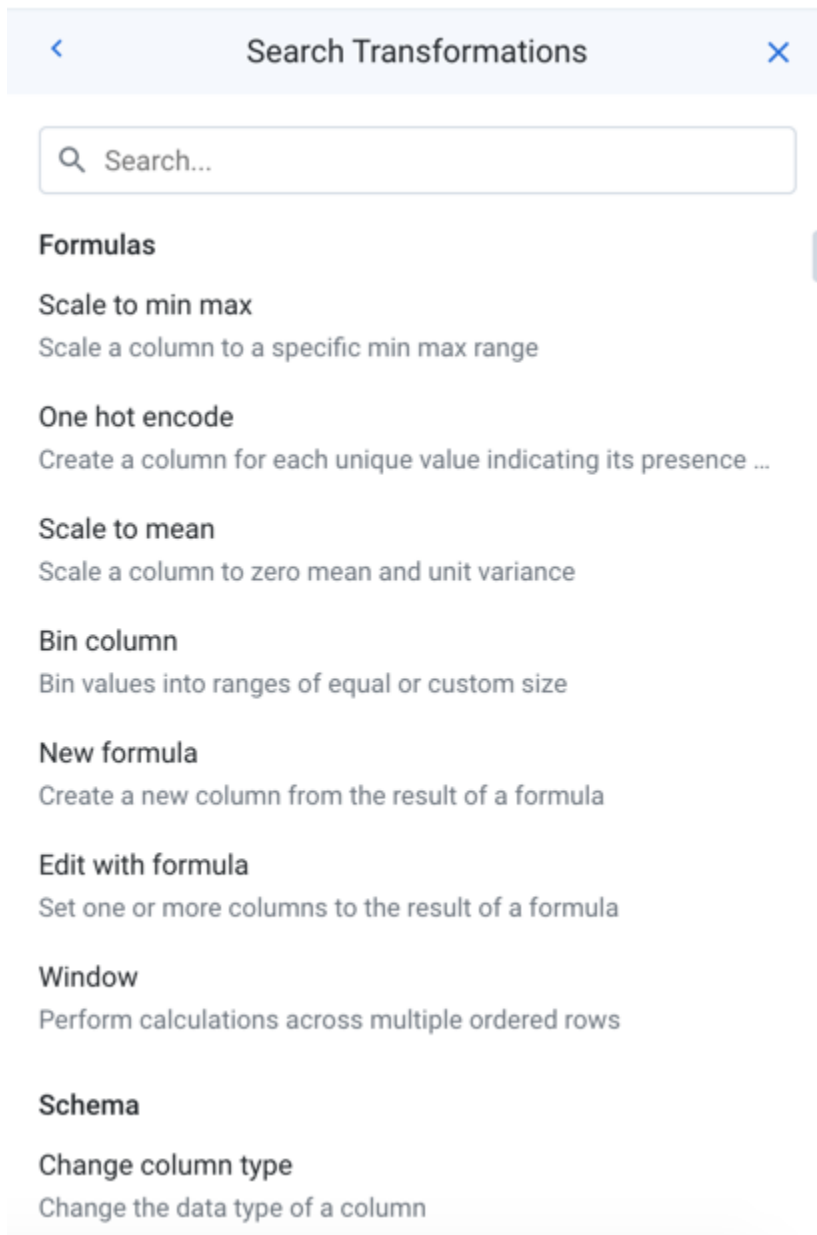 Search Transformations
Search...
Formulas
Scale to min max
Scale a column to a specific min max range
One hot encode
Create a column for each unique value indicating its presence ...
Scale to mean
Scale a column to zero mean and unit variance
Bin column
Bin values into ranges of equal or custom size
New formula
Create a new column from the result of a formula
Edit with formula
Set one or more columns to the result of a formula
Window
Perform calculations across multiple ordered rows
Schema
Change column type
Change the data type of a column